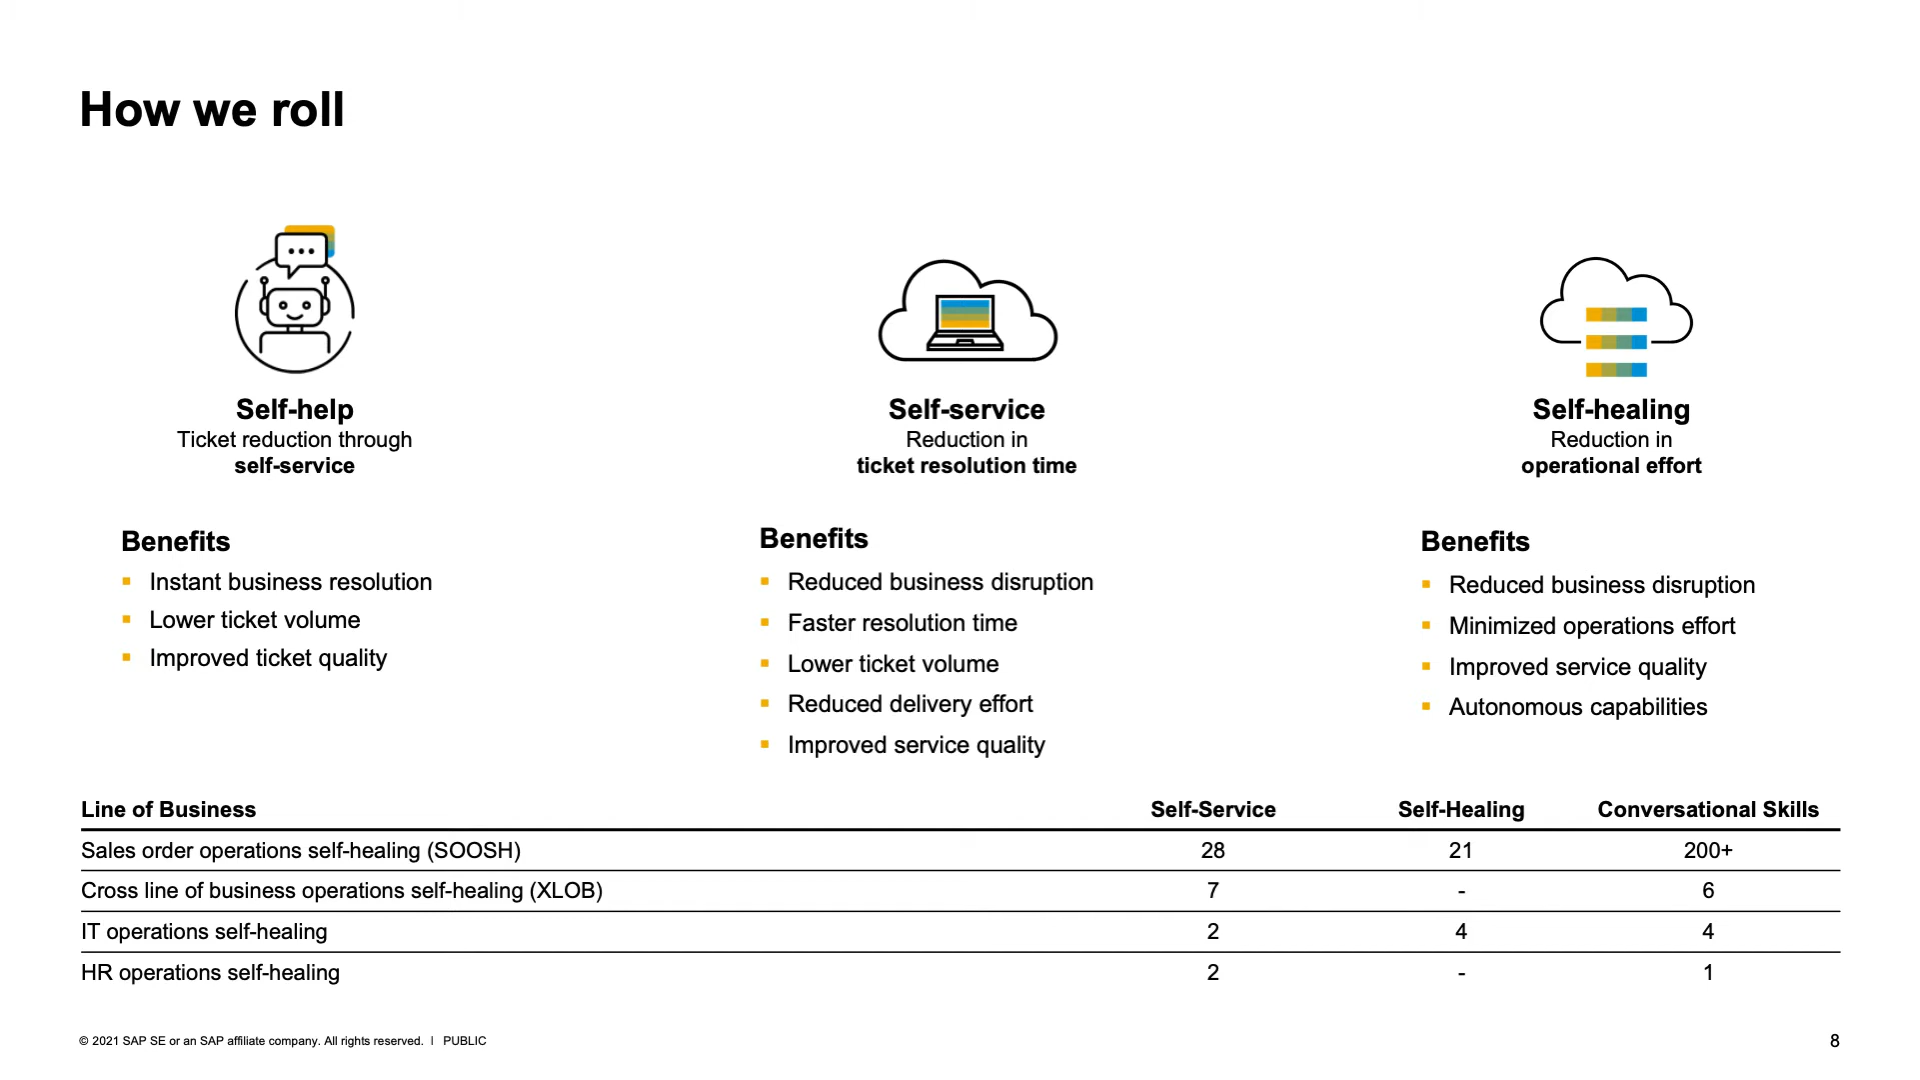 How we roll
Self-help
Ticket reduction through
self-service
Benefits
Instant business resolution
Lower ticket volume
Improved ticket quality
Self-service
Reduction in
ticket resolution time
Benefits
Reduced business disruption
Faster resolution time
Lower ticket volume
Reduced delivery effort
Improved service quality
Self-healing
Reduction in
operational effort
Benefits
Reduced business disruption
Minimized operations effort
Improved service quality
Autonomous capabilities
Line of Business Self-Service Self-Healing Conversational Skills
Sales order operations self-healing (SOOSH) 28 21 200+
Cross line of business operations self-healing (XLOB) 7 - 6
IT operations self-healing 2 4 4
HR operations self-healing 2 - 1
© 2021 SAP SE or an SAP affiliate company. All rights reserved. | PUBLIC 8